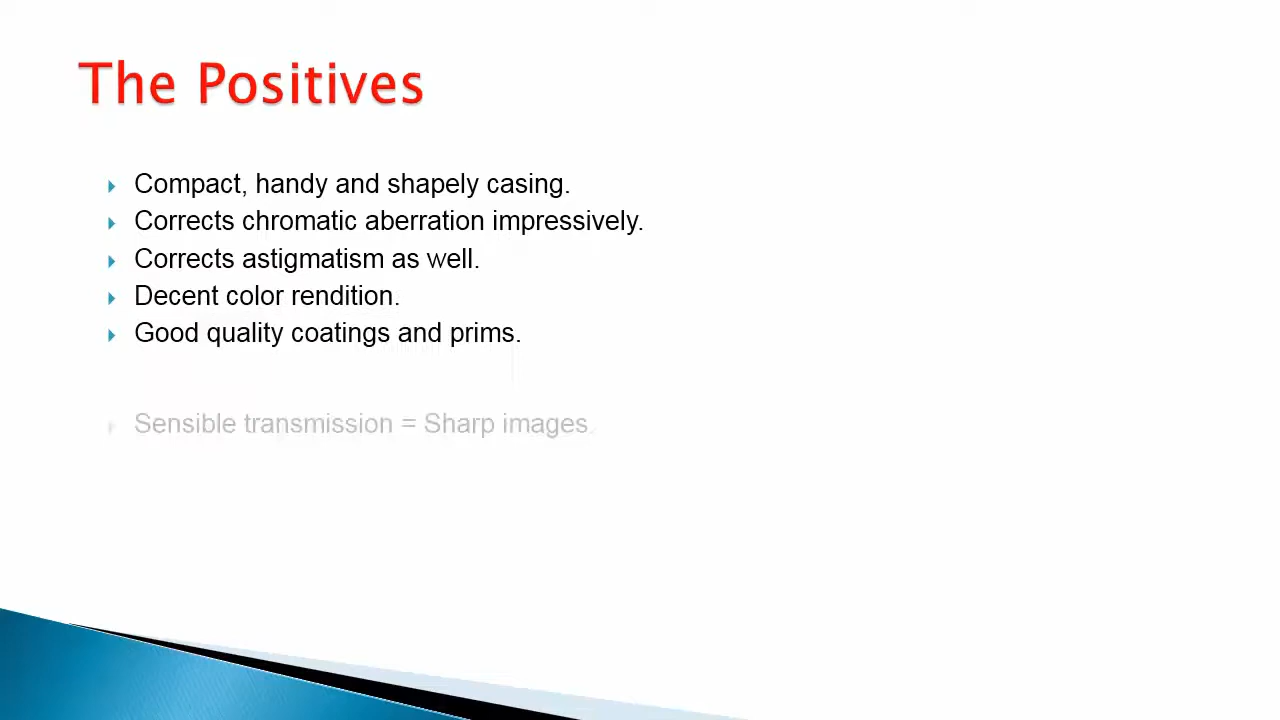 The Positives
Compact, handy and shapely casing.
Corrects chromatic aberration impressively.
Corrects astigmatism as well.
Decent color rendition.
Good quality coatings and prims.
Sensible transmission = Sharp images.